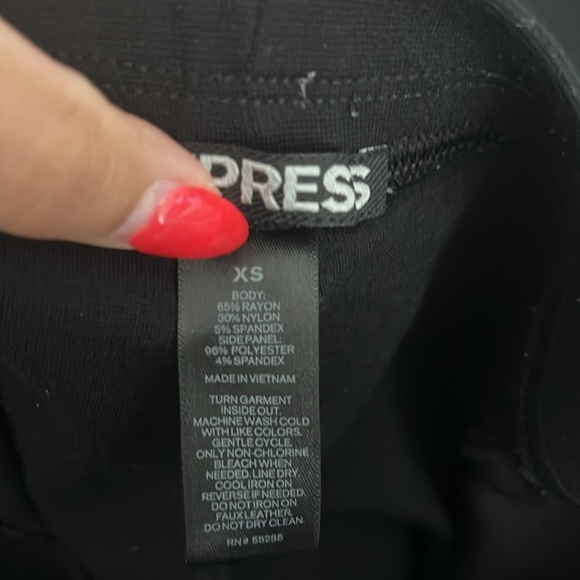 PRESS
XS
BODY:
65% RAYON
30% NYLON
5% SPANDEX
SIDE PANEL:
96% POLYESTER
4% SPANDEX
MADE IN VIETNAM
TURN GARMENT
INSIDE OUT.
MACHINE WASH COLD
WITH LIKE COLORS.
GENTLE CYCLE.
ONLY NON-CHLORINE
BLEACH WHEN
NEEDED. LINE DRY.
COOL IRON ON
REVERSE IF NEEDED.
DO NOT IRON ON
FAUX LEATHER.
DO NOT DRY CLEAN.
RN# 55285